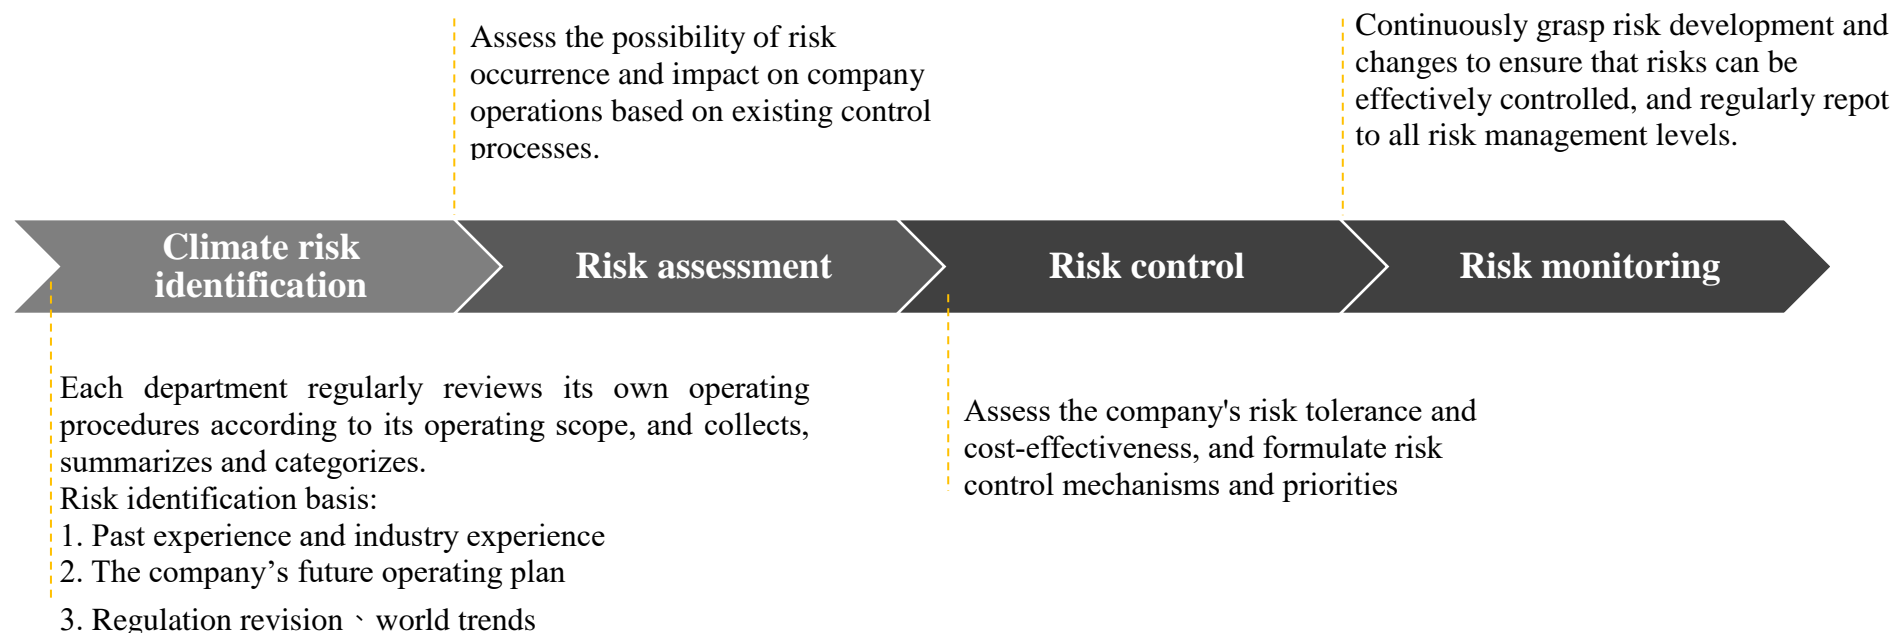 Assess the possibility of risk
occurrence and impact on company
operations based on existing control
processes.
Continuously grasp risk development and
changes to ensure that risks can be
effectively controlled, and regularly repot
to all risk management levels.
Climate risk
identification
Risk assessment
Risk control
Risk monitoring
Each department regularly reviews its own operating
procedures according to its operating scope, and collects,
summarizes and categorizes.
Risk identification basis:
1. Past experience and industry experience
2. The company’s future operating plan
3. Regulation revision、world trends
Assess the company's risk tolerance and
cost-effectiveness, and formulate risk
control mechanisms and priorities